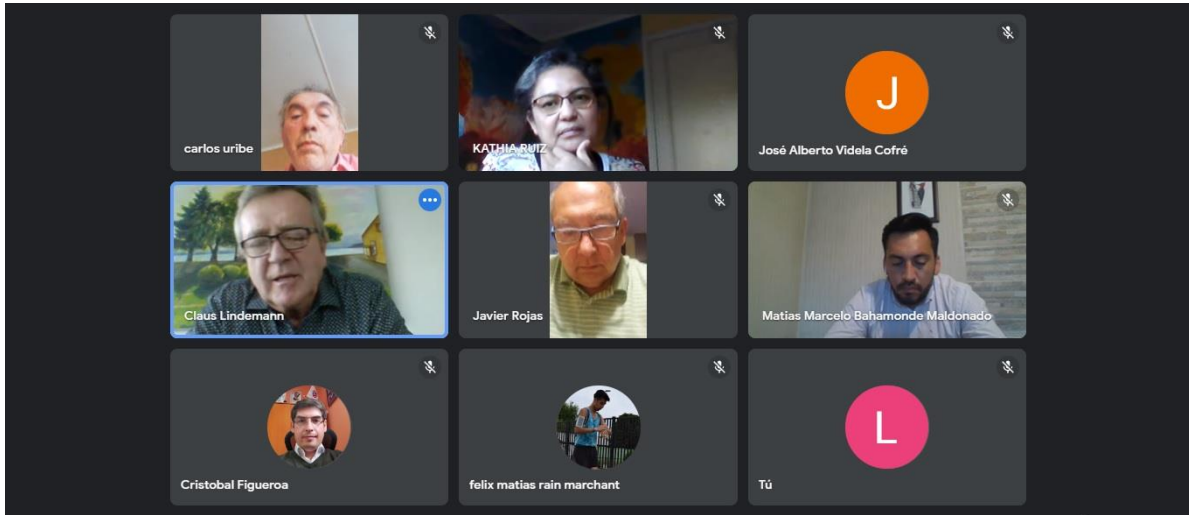 carlos uribe
KATHIA RUIZ
J
José Alberto Videla Cofré
Claus Lindemann
Javier Rojas
Matias Marcelo Bahamonde Maldonado
Cristobal Figueroa
felix matias rain marchant
L
Tú